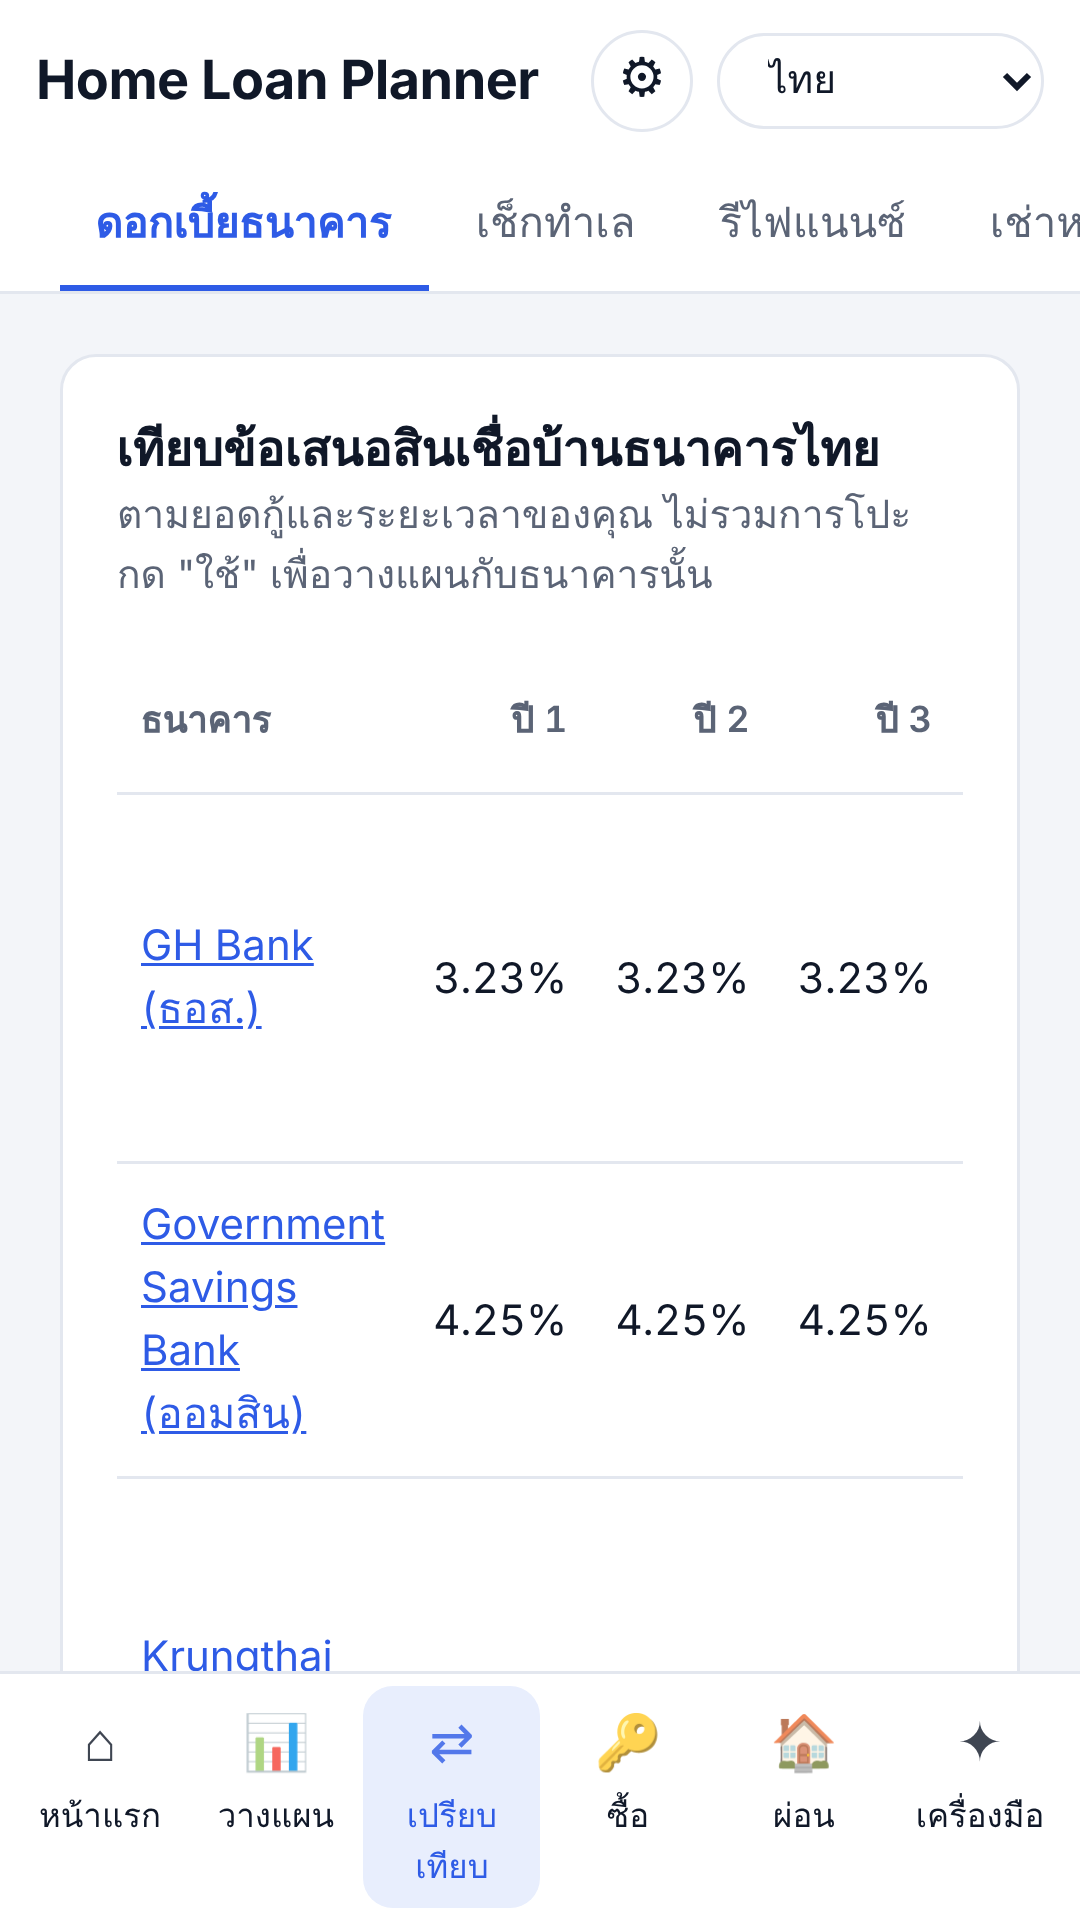 Home Loan Planner
ไทย
ดอกเบี้ยธนาคาร เช็กทำเล รีไฟแนนซ์ เช่าห
เทียบข้อเสนอสินเชื่อบ้านธนาคารไทย
ตามยอดกู้และระยะเวลาของคุณ ไม่รวมการโปะ
กด "ใช้" เพื่อวางแผนกับธนาคารนั้น
ธนาคาร ปี 1 ปี 2 ปี 3
GH Bank
(ธอส.)
3.23% 3.23% 3.23%
Government
Savings
Bank
(ออมสิน)
4.25% 4.25% 4.25%
Krungthai
หน้าแรก วางแผน เปรียบ
เทียบ
ซื้อ ผ่อน เครื่องมือ